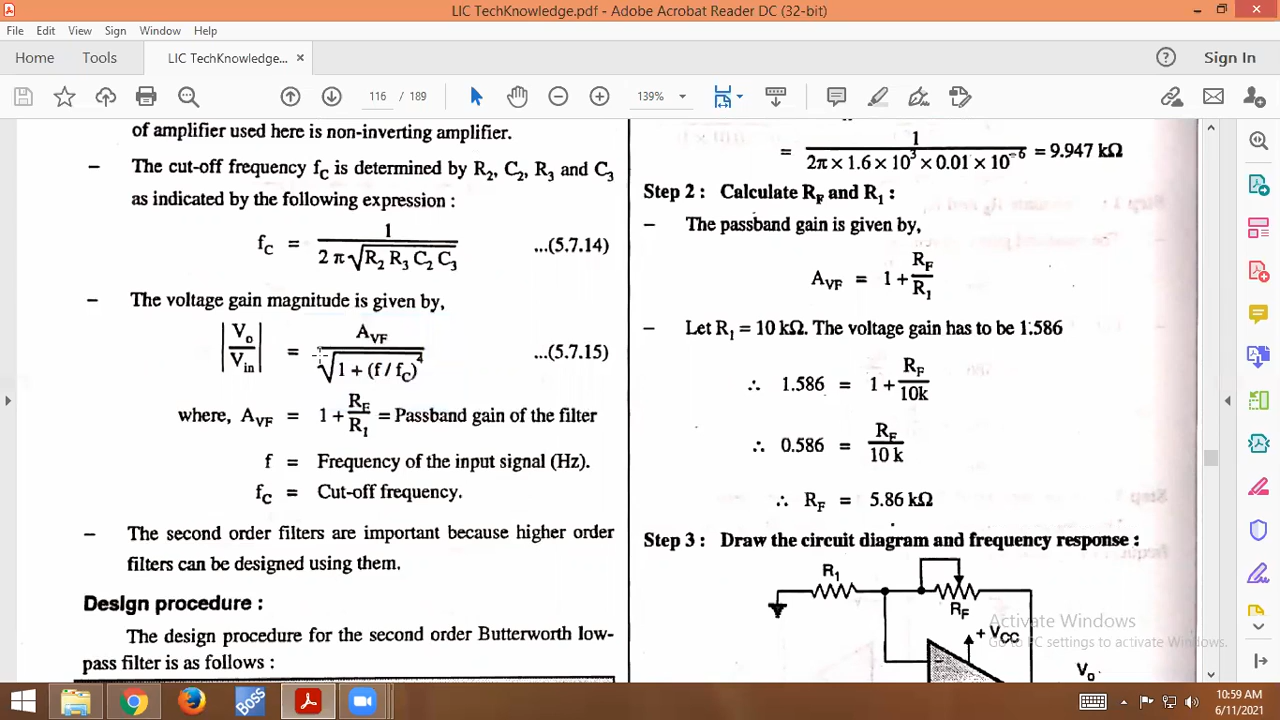 LIC TechKnowledge.pdf - Adobe Acrobat Reader DC (32-bit)
File Edit View Sign Window Help
Home Tools LIC TechKnowledge... × Sign In
116 / 189 139%
of amplifier used here is non-inverting amplifier.
– The cut-off frequency f_C is determined by R_2, C_2, R_3 and C_3
as indicated by the following expression :
f_C = 1 / (2 π √(R_2 R_3 C_2 C_3)) ...(5.7.14)
– The voltage gain magnitude is given by,
|V_o / V_in| = A_VF / √(1 + (f / f_C)^4) ...(5.7.15)
where, A_VF = 1 + R_F / R_1 = Passband gain of the filter
f = Frequency of the input signal (Hz).
f_C = Cut-off frequency.
– The second order filters are important because higher order
filters can be designed using them.
Design procedure :
The design procedure for the second order Butterworth low-
pass filter is as follows :
= 1 / (2π × 1.6 × 10^3 × 0.01 × 10^-6) = 9.947 kΩ
Step 2 : Calculate R_F and R_1 :
– The passband gain is given by,
A_VF = 1 + R_F / R_1
– Let R_1 = 10 kΩ. The voltage gain has to be 1.586
∴ 1.586 = 1 + R_F / 10k
∴ 0.586 = R_F / 10 k
∴ R_F = 5.86 kΩ
Step 3 : Draw the circuit diagram and frequency response :
R_1
R_F
+ V_CC
V_o
Activate Windows
Go to PC settings to activate Windows.
BOSS
10:59 AM
6/11/2021